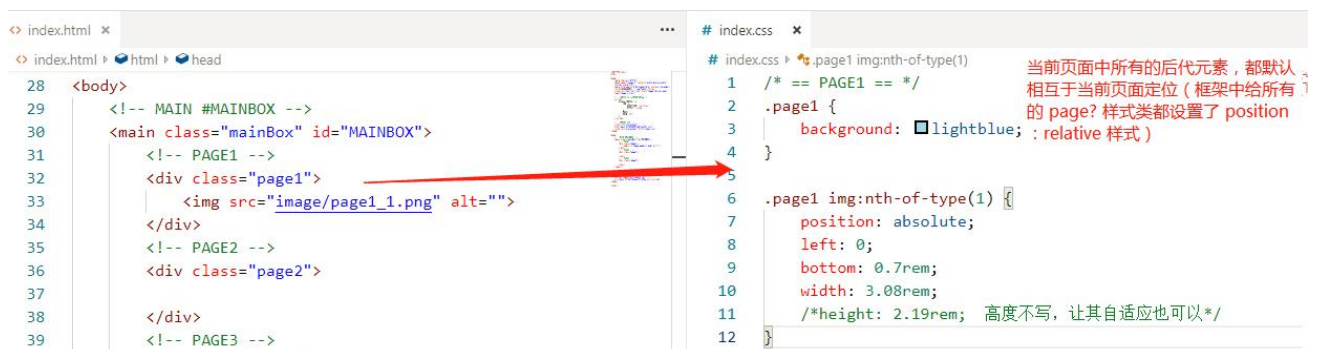 index.html ×
index.html html head
28 <body>
29 <!-- MAIN #MAINBOX -->
30 <main class="mainBox" id="MAINBOX">
31 <!-- PAGE1 -->
32 <div class="page1">
33 <img src="image/page1_1.png" alt="">
34 </div>
35 <!-- PAGE2 -->
36 <div class="page2">
37
38 </div>
39 <!-- PAGE3 -->
# index.css ×
# index.css .page1 img:nth-of-type(1)
1 /* == PAGE1 == */
2 .page1 {
3 background: lightblue;
4 }
5
6 .page1 img:nth-of-type(1) {
7 position: absolute;
8 left: 0;
9 bottom: 0.7rem;
10 width: 3.08rem;
11 /*height: 2.19rem; 高度不写，让其自适应也可以*/
12 }
当前页面中所有的后代元素，都默认
相互于当前页面定位（框架中给所有
的 page? 样式类都设置了 position
：relative 样式）